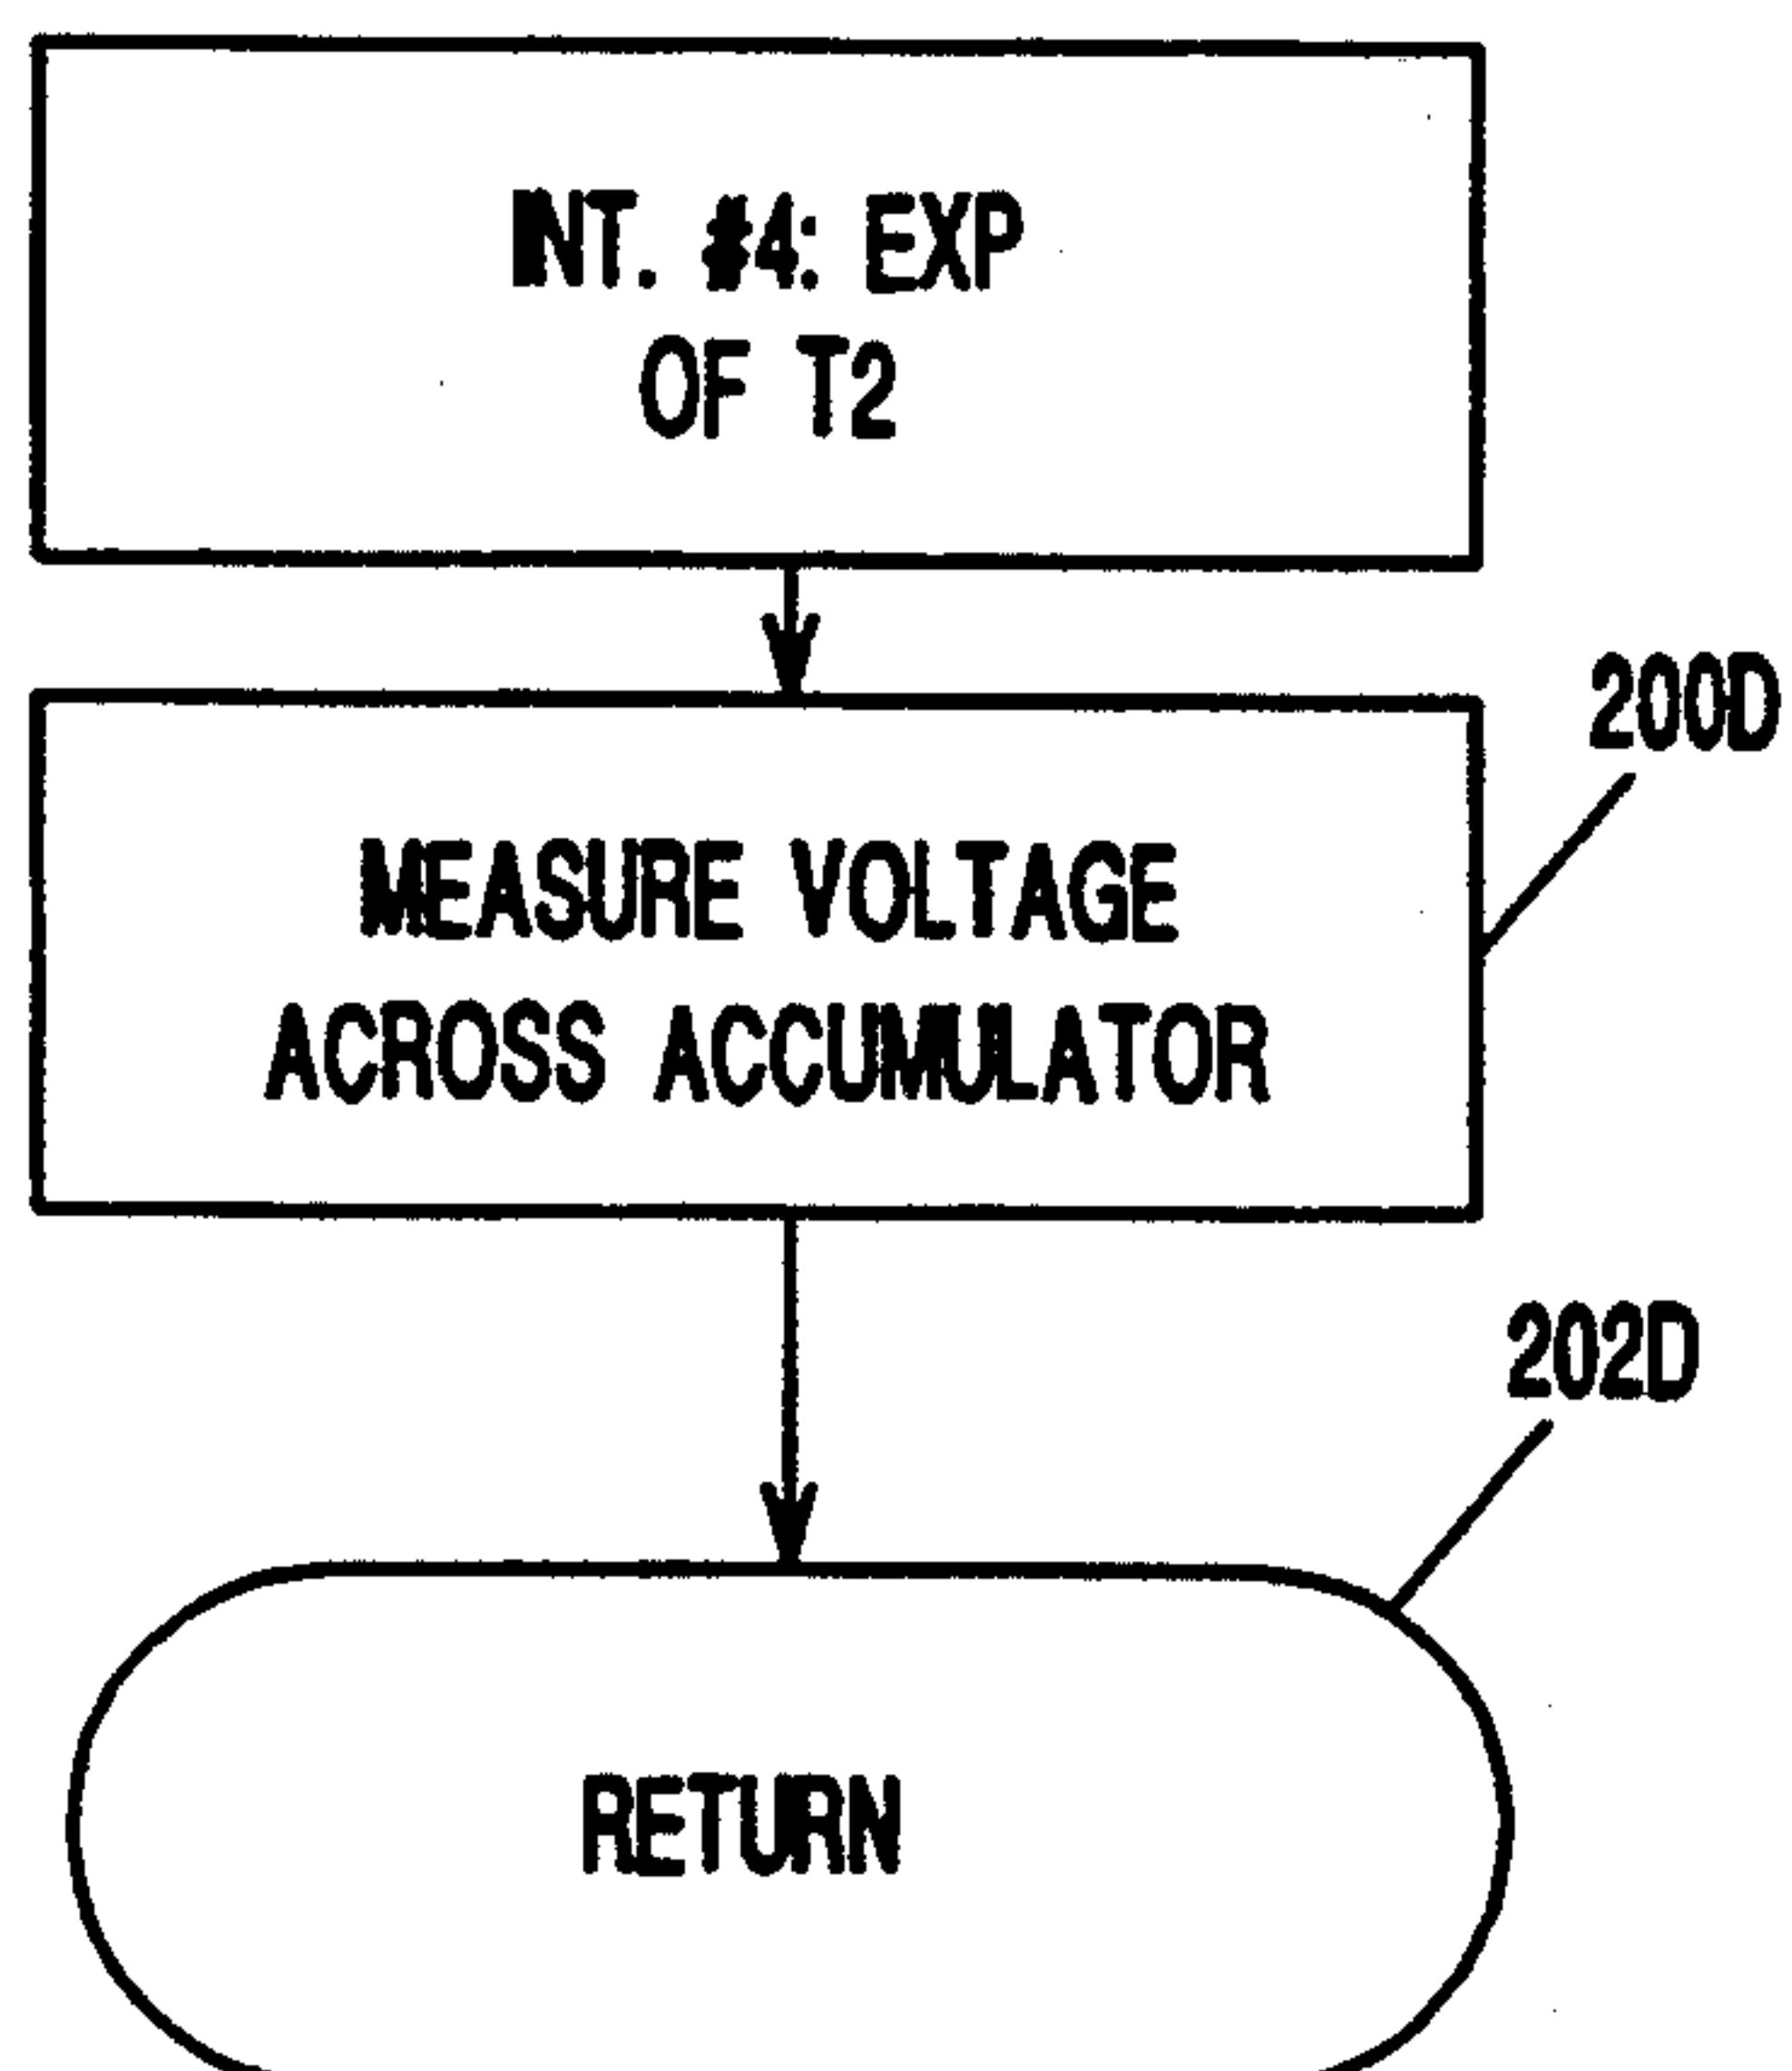 INT. #4: EXP
OF T2
200D
MEASURE VOLTAGE
ACROSS ACCUMULATOR
202D
RETURN